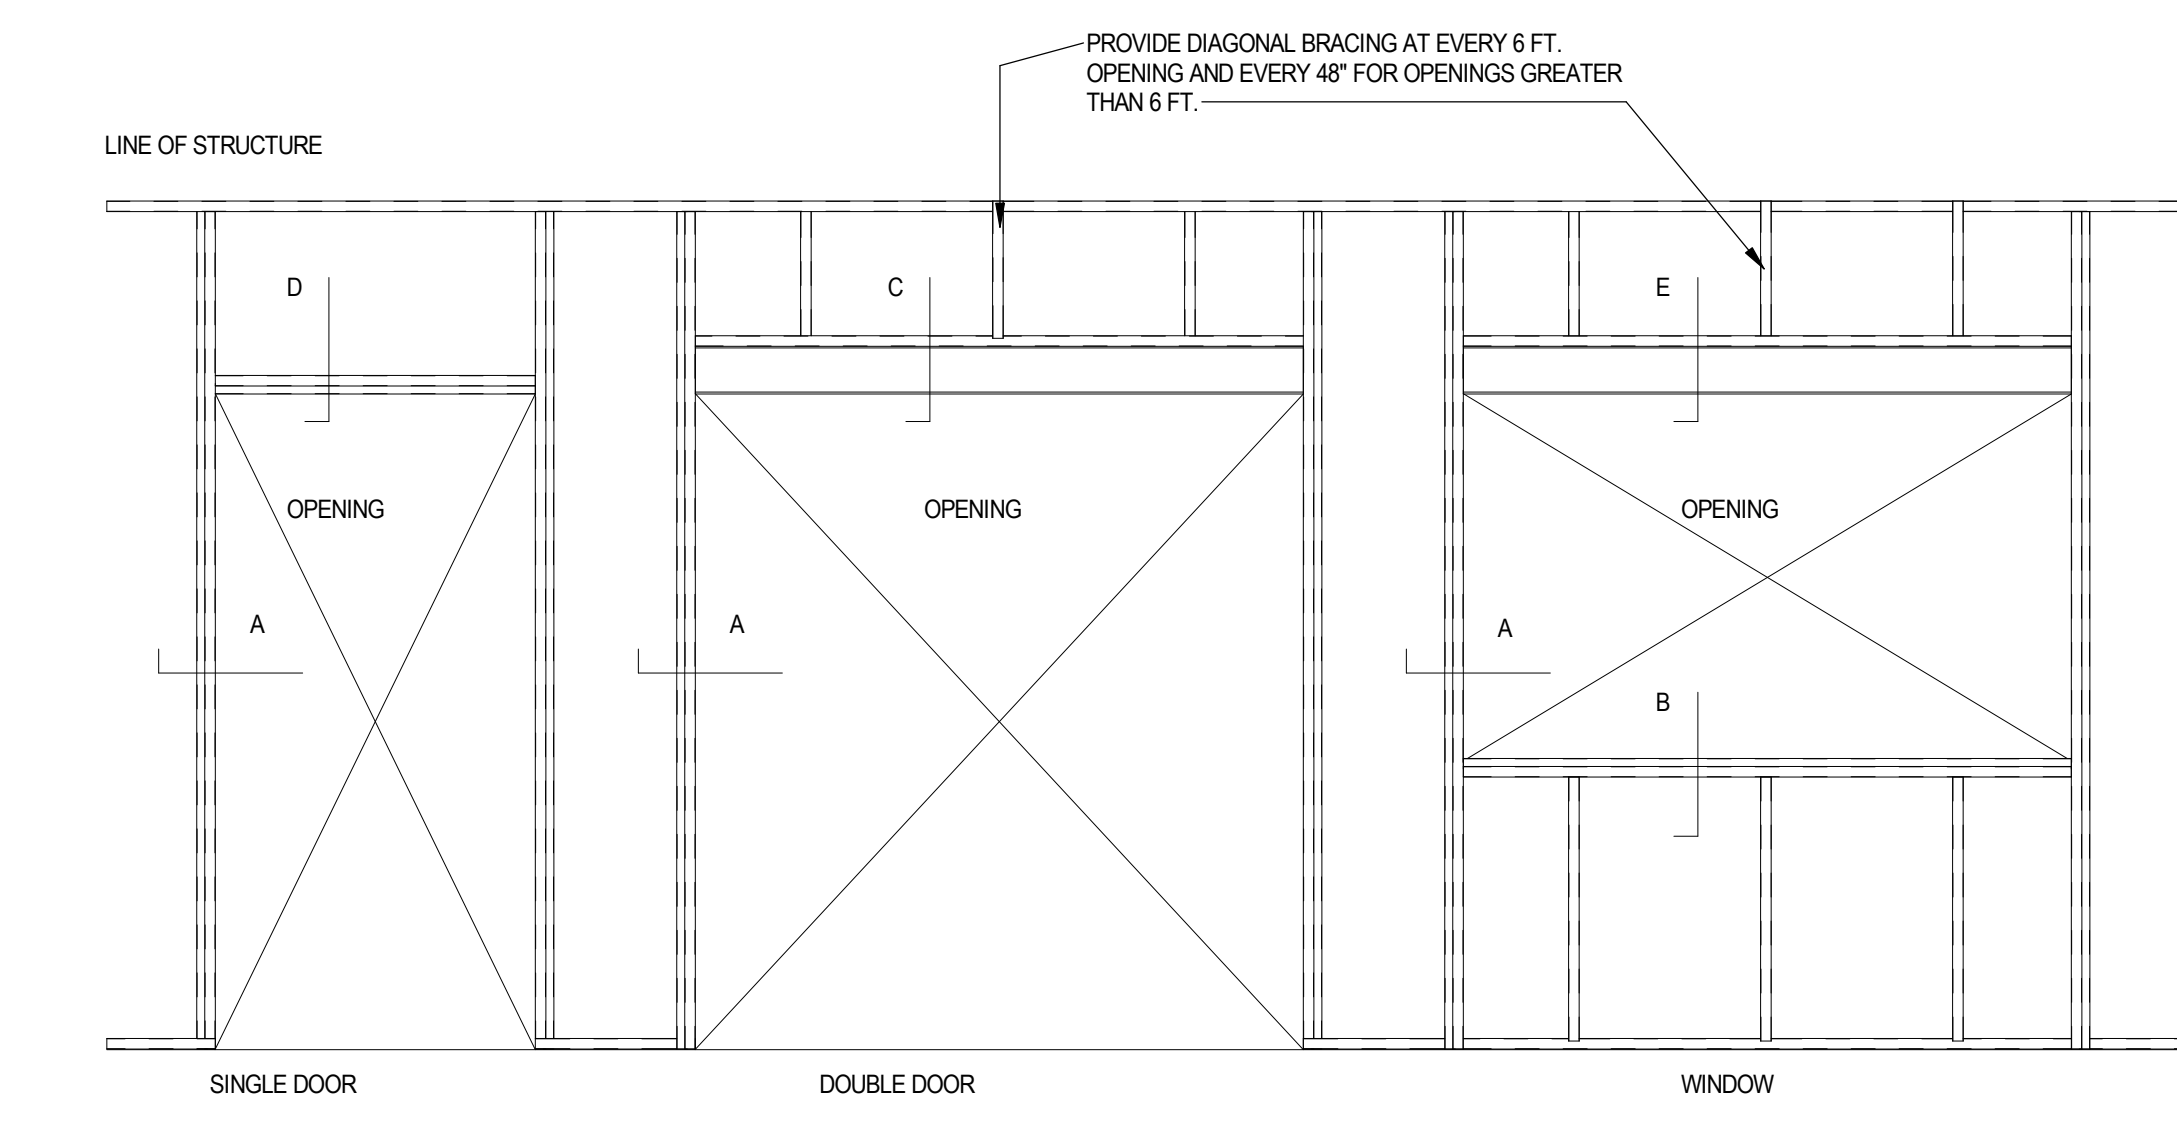 PROVIDE DIAGONAL BRACING AT EVERY 6 FT.
OPENING AND EVERY 48" FOR OPENINGS GREATER
THAN 6 FT.
LINE OF STRUCTURE
D
C
E
OPENING
OPENING
OPENING
A
A
A
B
SINGLE DOOR
DOUBLE DOOR
WINDOW